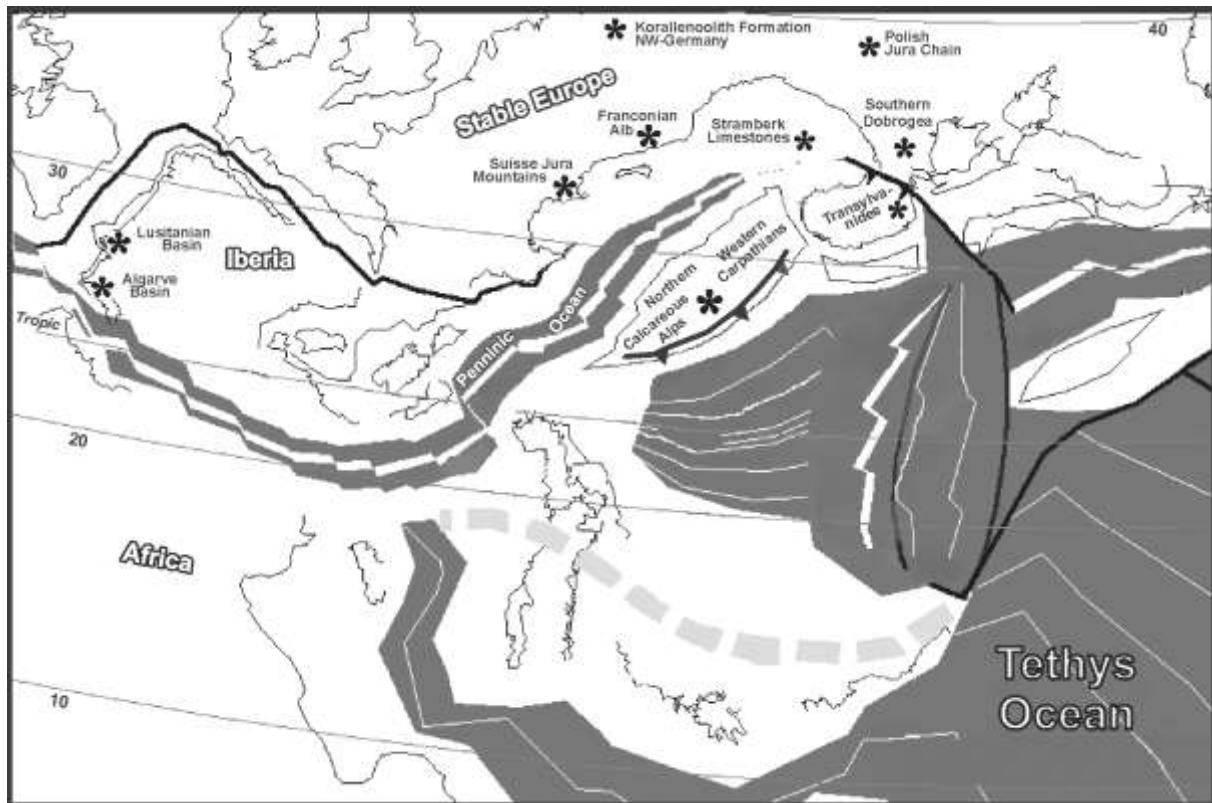 Korallenoolith Formation
NW-Germany
Polish
Jura Chain
40
Stable Europe
Franconian
Alb
Stramberk
Limestones
Southern
Dobrogea
Suisse Jura
Mountains
30
Transylva-
nides
Lusitanian
Basin
Iberia
Algarve
Basin
Western
Carpathians
Northern
Calcareous
Alps
Penninic
Ocean
Tropic
20
Africa
10
Tethys
Ocean